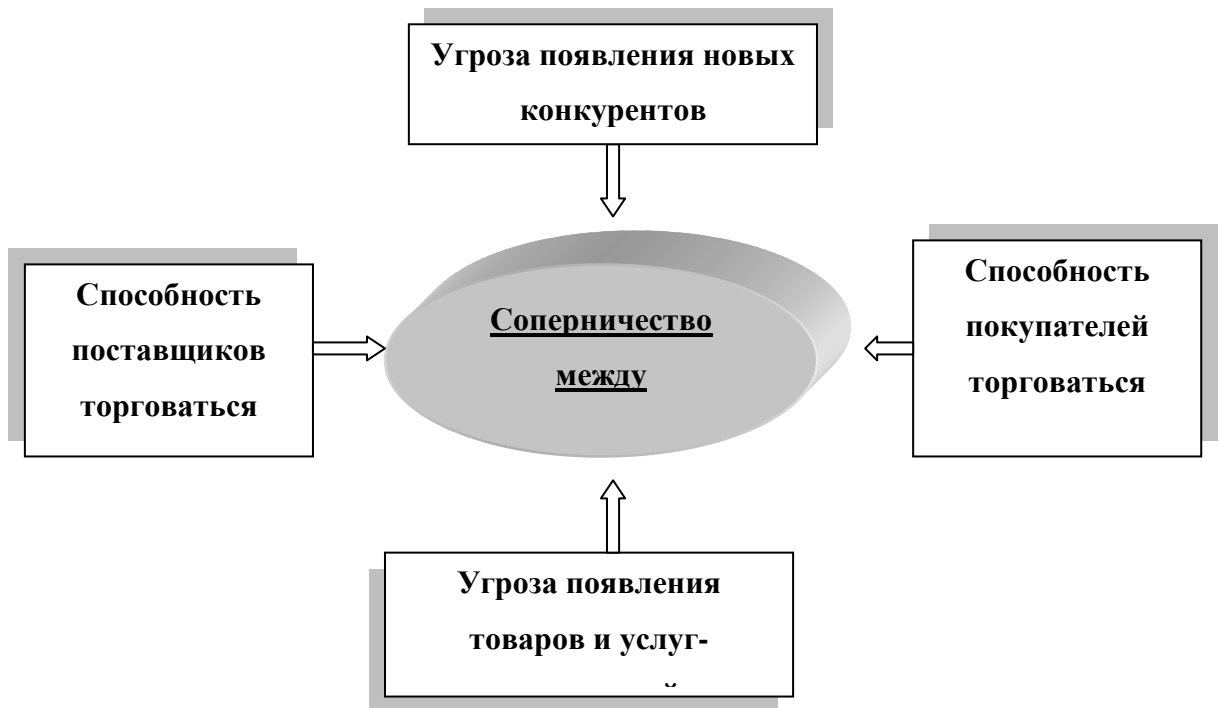 Угроза появления новых
конкурентов
Способность
поставщиков
торговаться
Соперничество
между
Способность
покупателей
торговаться
Угроза появления
товаров и услуг-